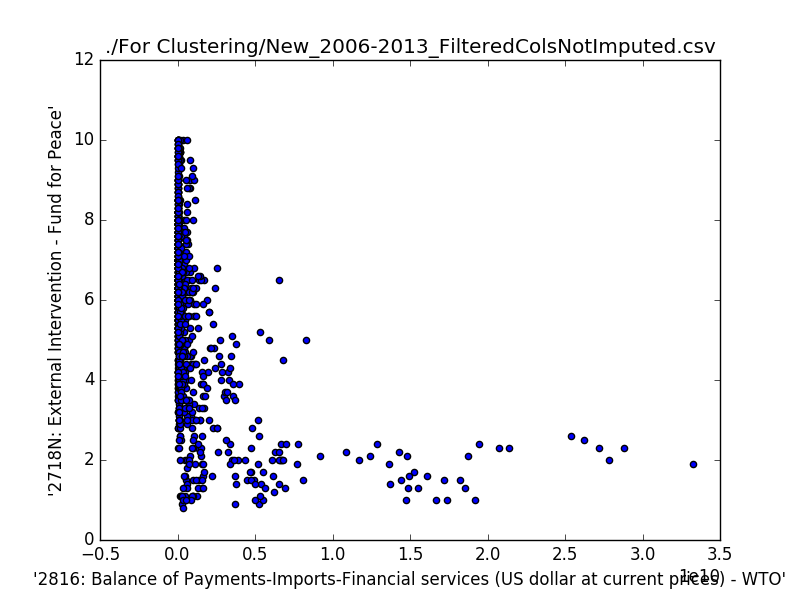 ./For Clustering/New_2006-2013_FilteredColsNotImputed.csv
12
10
8
6
4
2
0
'2718N: External Intervention - Fund for Peace'
−0.5 0.0 0.5 1.0 1.5 2.0 2.5 3.0 3.5
1e10
'2816: Balance of Payments-Imports-Financial services (US dollar at current prices) - WTO'